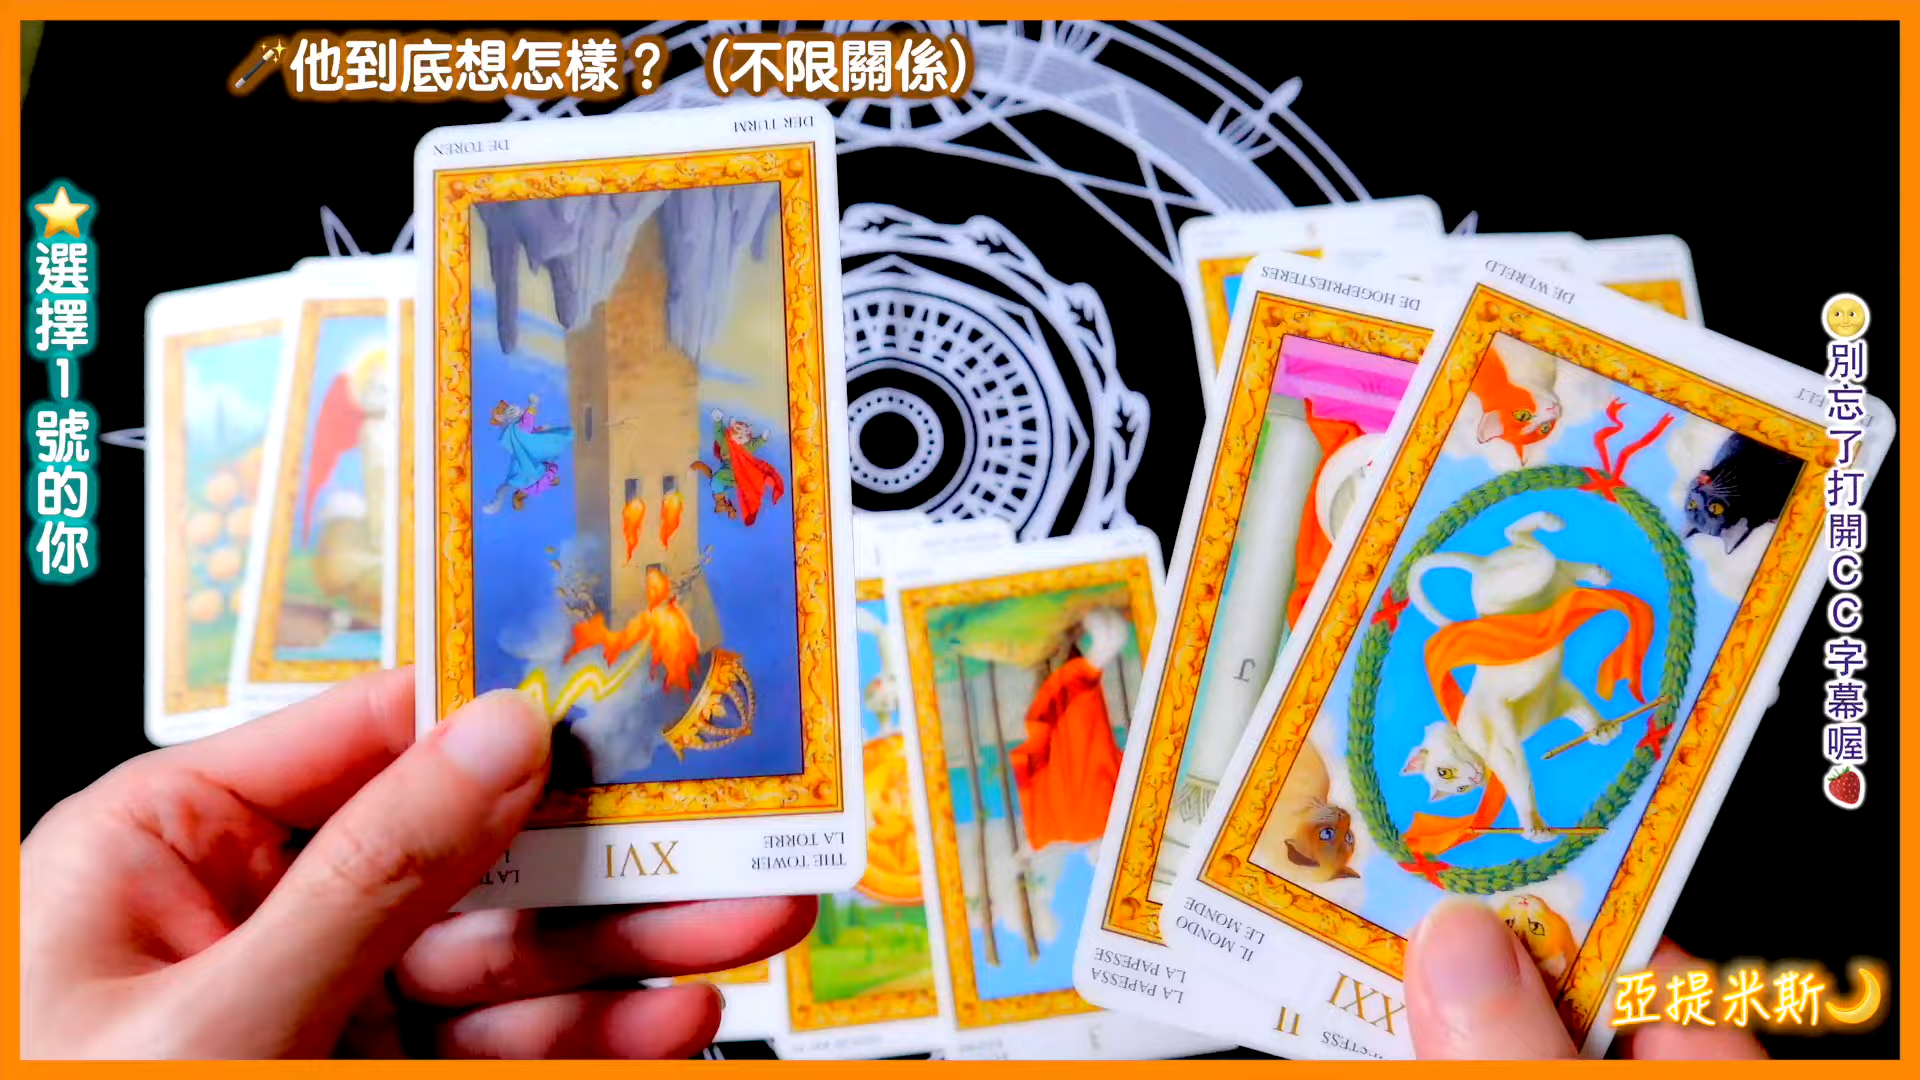 他到底想怎樣？（不限關係）
選擇1號的你
別忘了打開CC字幕喔
亞提米斯
DE TOREN
DER TURM
XVI
THE TOWER
LA TORRE
DE HOGEPRIESTERES
LA PAPESSE
LA PAPESSA
II
DE WERELD
LE MONDE
IL MONDO
XXI